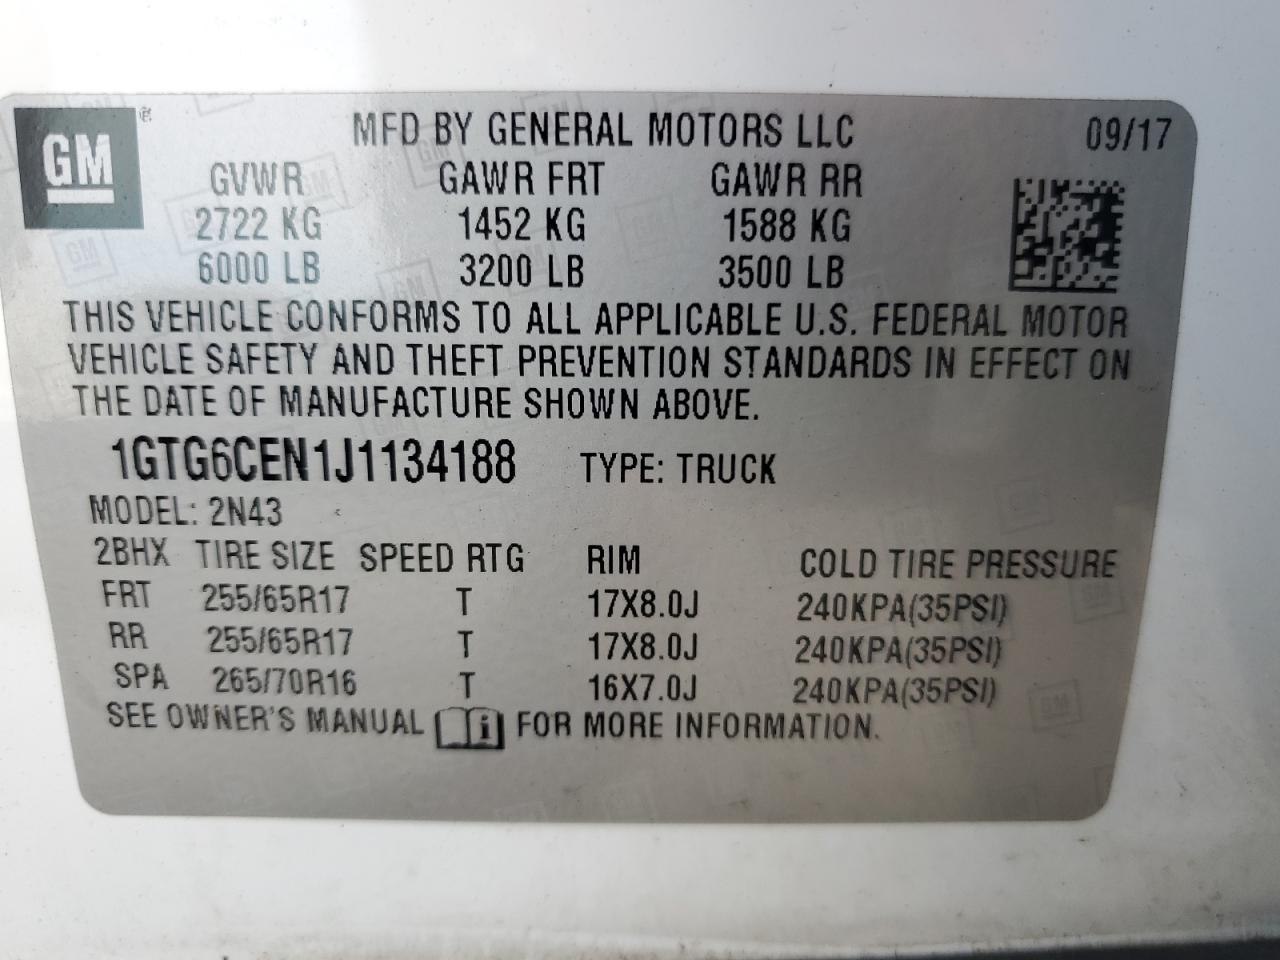 GM ®
MFD BY GENERAL MOTORS LLC 09/17
GVWR GAWR FRT GAWR RR
2722 KG 1452 KG 1588 KG
6000 LB 3200 LB 3500 LB
THIS VEHICLE CONFORMS TO ALL APPLICABLE U.S. FEDERAL MOTOR
VEHICLE SAFETY AND THEFT PREVENTION STANDARDS IN EFFECT ON
THE DATE OF MANUFACTURE SHOWN ABOVE.
1GTG6CEN1J1134188 TYPE: TRUCK
MODEL: 2N43
2BHX TIRE SIZE SPEED RTG RIM COLD TIRE PRESSURE
FRT 255/65R17 T 17X8.0J 240KPA(35PSI)
RR 255/65R17 T 17X8.0J 240KPA(35PSI)
SPA 265/70R16 T 16X7.0J 240KPA(35PSI)
SEE OWNER'S MANUAL i FOR MORE INFORMATION.